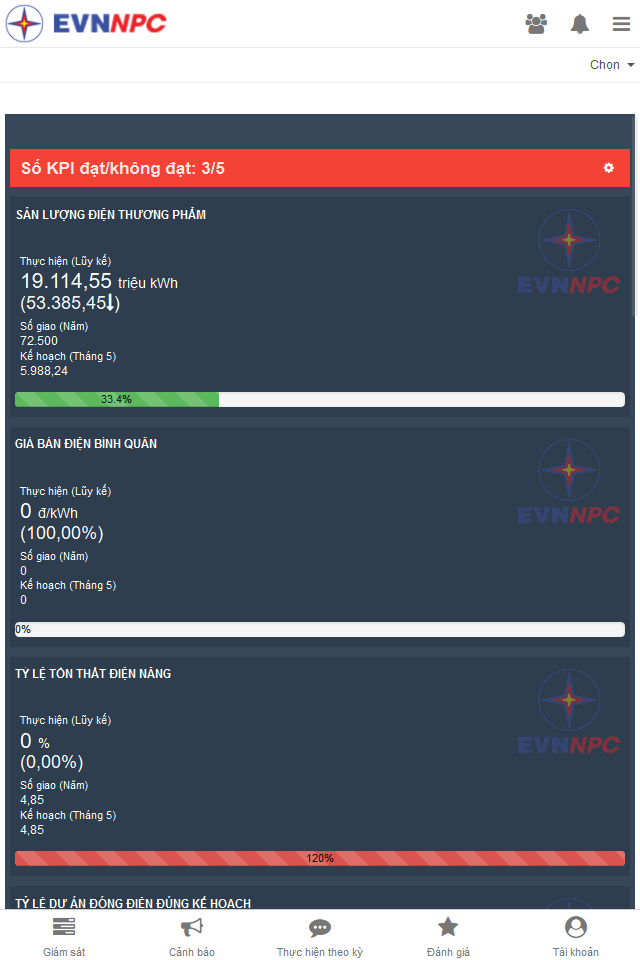 EVNNPC
Chọn
Số KPI đạt/không đạt: 3/5
SẢN LƯỢNG ĐIỆN THƯƠNG PHẨM
EVNNPC
Thực hiện (Lũy kế)
19.114,55 triệu kWh
(53.385,45⬇)
Số giao (Năm)
72.500
Kế hoạch (Tháng 5)
5.988,24
33.4%
GIÁ BÁN ĐIỆN BÌNH QUÂN
EVNNPC
Thực hiện (Lũy kế)
0 đ/kWh
(100,00%)
Số giao (Năm)
0
Kế hoạch (Tháng 5)
0
0%
TỶ LỆ TỔN THẤT ĐIỆN NĂNG
EVNNPC
Thực hiện (Lũy kế)
0 %
(0,00%)
Số giao (Năm)
4,85
Kế hoạch (Tháng 5)
4,85
120%
TỶ LỆ DỰ ÁN ĐÓNG ĐIỆN ĐÚNG KẾ HOẠCH
Giám sát
Cảnh báo
Thực hiện theo kỳ
Đánh giá
Tài khoản